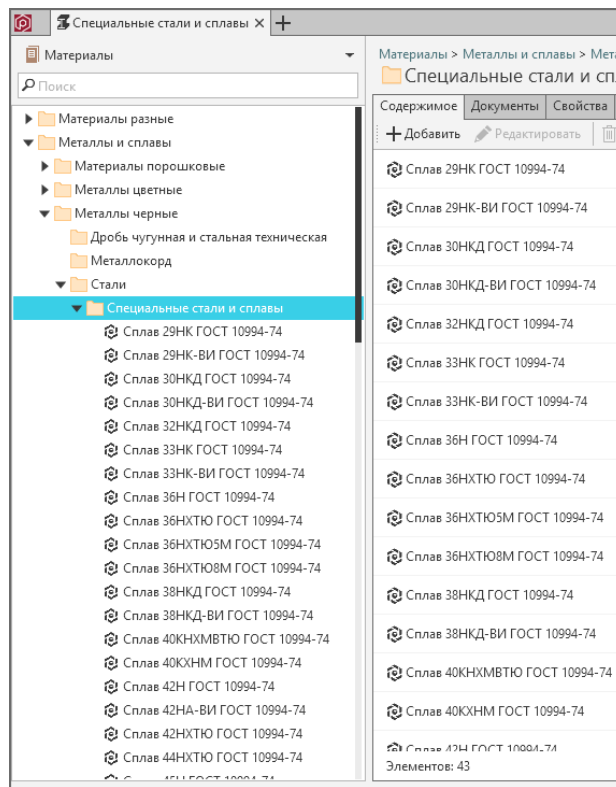 Специальные стали и сплавы
Материалы
Поиск
Материалы разные
Металлы и сплавы
Материалы порошковые
Металлы цветные
Металлы черные
Дробь чугунная и стальная техническая
Металлокорд
Стали
Специальные стали и сплавы
Сплав 29НК ГОСТ 10994-74
Сплав 29НК-ВИ ГОСТ 10994-74
Сплав 30НКД ГОСТ 10994-74
Сплав 30НКД-ВИ ГОСТ 10994-74
Сплав 32НКД ГОСТ 10994-74
Сплав 33НК ГОСТ 10994-74
Сплав 33НК-ВИ ГОСТ 10994-74
Сплав 36Н ГОСТ 10994-74
Сплав 36НХТЮ ГОСТ 10994-74
Сплав 36НХТЮ5М ГОСТ 10994-74
Сплав 36НХТЮ8М ГОСТ 10994-74
Сплав 38НКД ГОСТ 10994-74
Сплав 38НКД-ВИ ГОСТ 10994-74
Сплав 40КНХМВТЮ ГОСТ 10994-74
Сплав 40КХНМ ГОСТ 10994-74
Сплав 42Н ГОСТ 10994-74
Сплав 42НА-ВИ ГОСТ 10994-74
Сплав 42НХТЮ ГОСТ 10994-74
Сплав 44НХТЮ ГОСТ 10994-74
Материалы > Металлы и сплавы > Мет
Специальные стали и сп
Содержимое Документы Свойства
Добавить Редактировать
Сплав 29НК ГОСТ 10994-74
Сплав 29НК-ВИ ГОСТ 10994-74
Сплав 30НКД ГОСТ 10994-74
Сплав 30НКД-ВИ ГОСТ 10994-74
Сплав 32НКД ГОСТ 10994-74
Сплав 33НК ГОСТ 10994-74
Сплав 33НК-ВИ ГОСТ 10994-74
Сплав 36Н ГОСТ 10994-74
Сплав 36НХТЮ ГОСТ 10994-74
Сплав 36НХТЮ5М ГОСТ 10994-74
Сплав 36НХТЮ8М ГОСТ 10994-74
Сплав 38НКД ГОСТ 10994-74
Сплав 38НКД-ВИ ГОСТ 10994-74
Сплав 40КНХМВТЮ ГОСТ 10994-74
Сплав 40КХНМ ГОСТ 10994-74
Сплав 42Н ГОСТ 10994-74
Элементов: 43